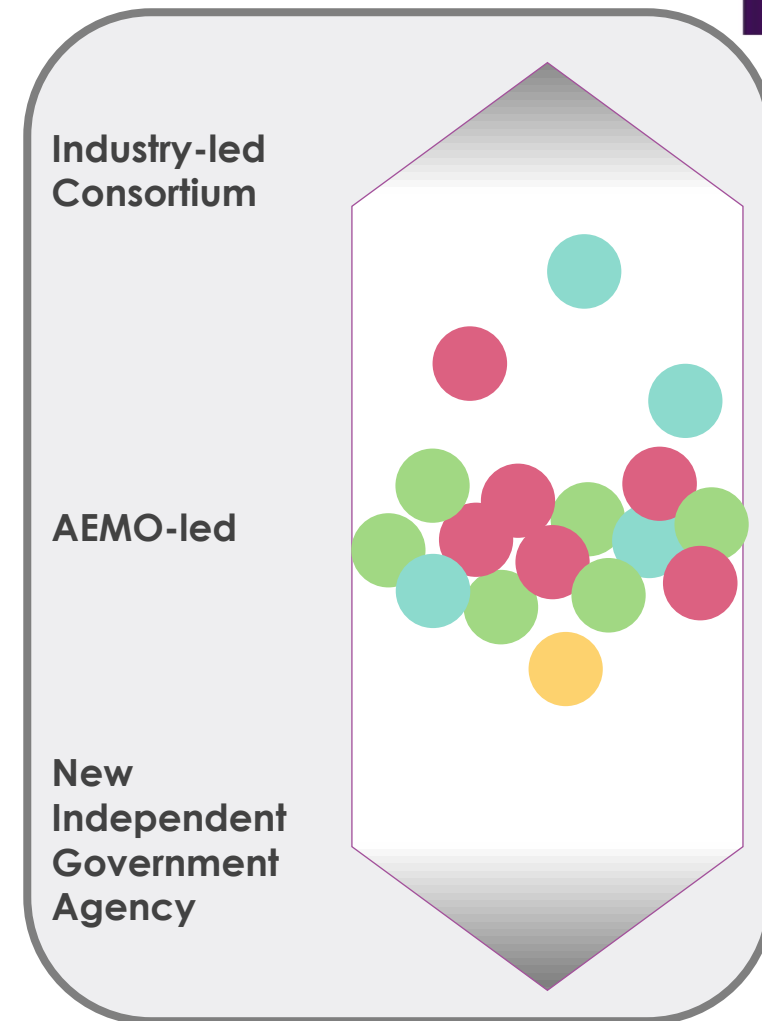 Industry-led
Consortium
AEMO-led
New
Independent
Government
Agency